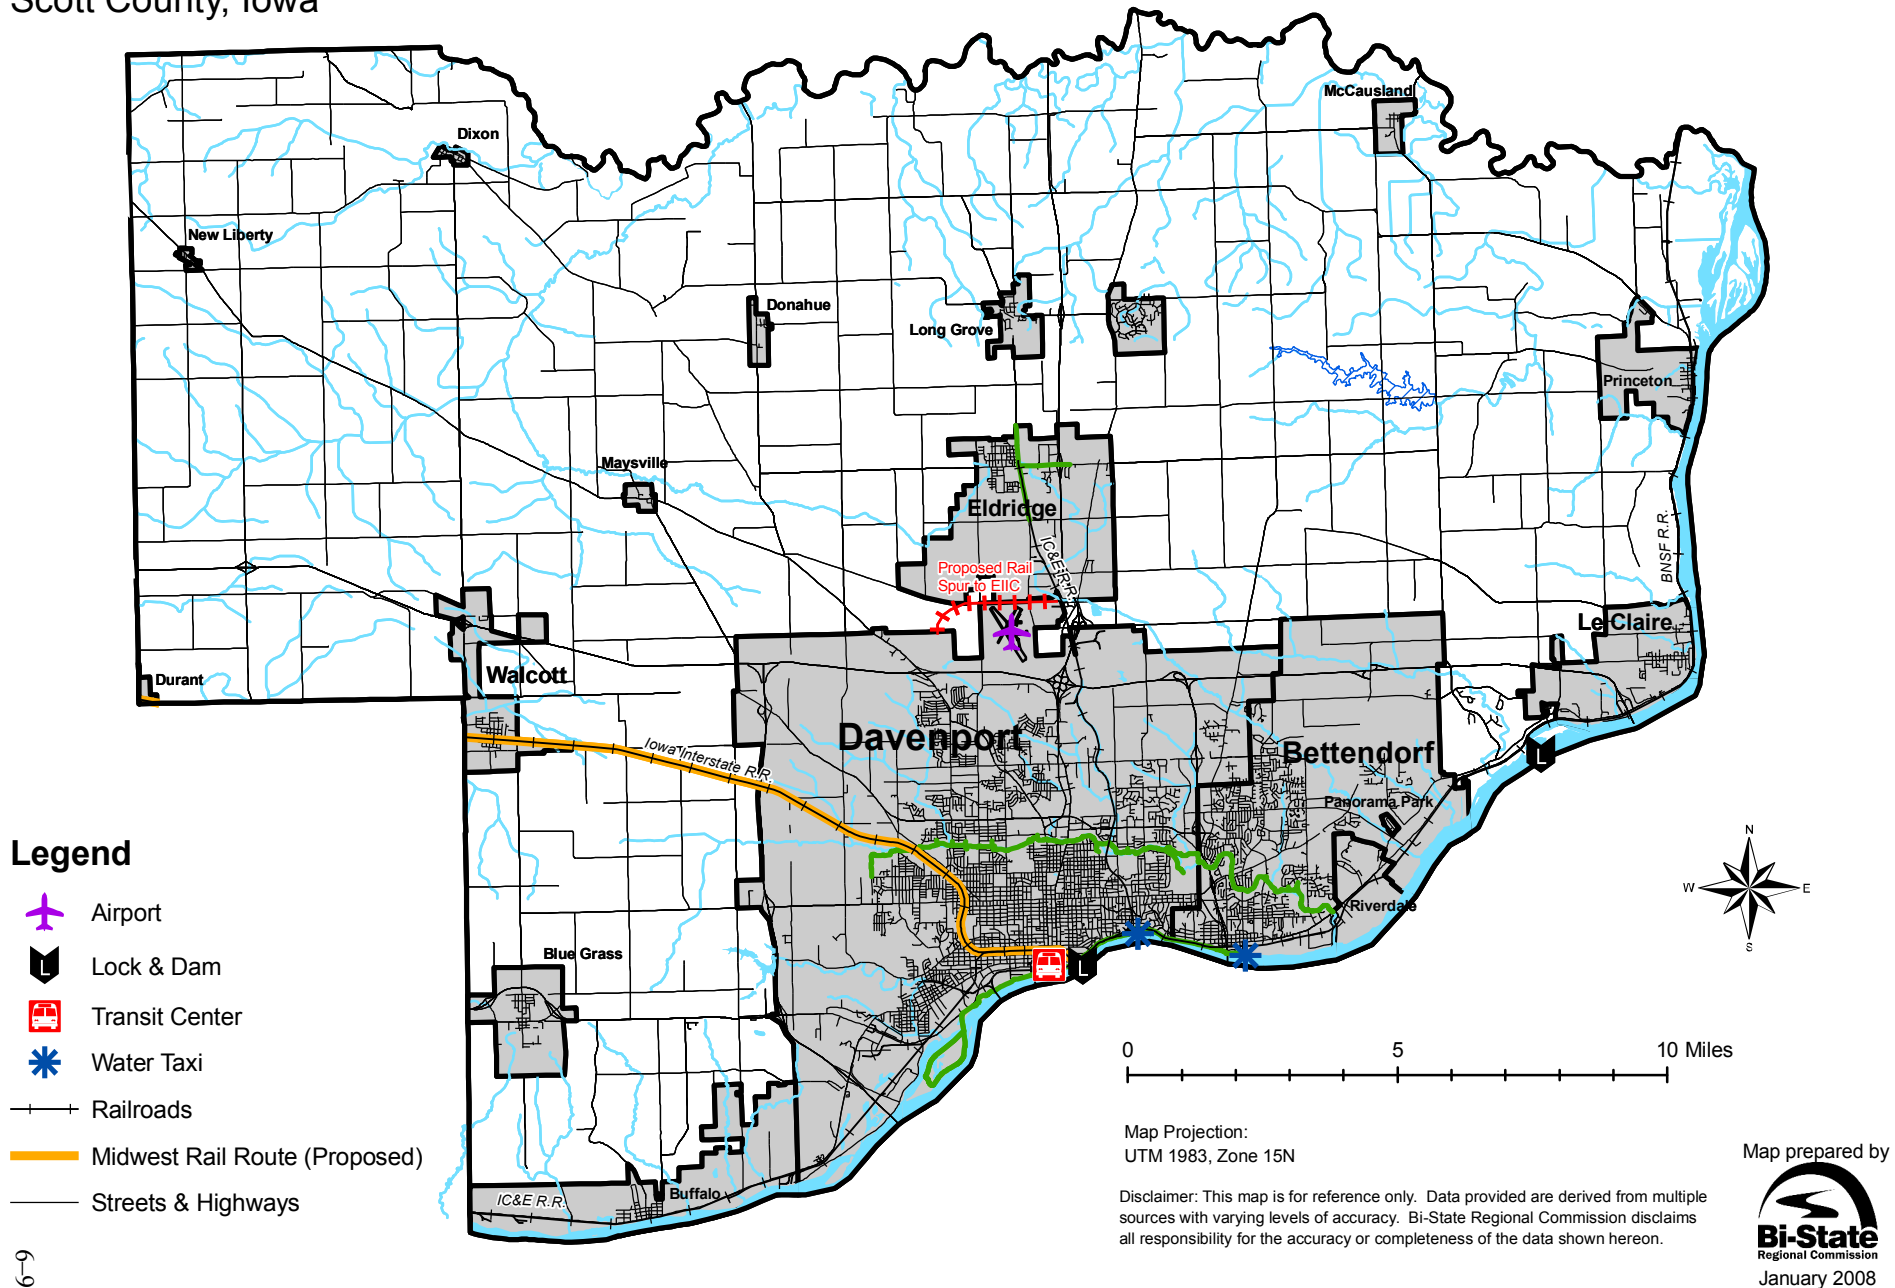 Scott County, Iowa
McCausland
Dixon
New Liberty
Donahue
Long Grove
Princeton
Maysville
Eldridge
BNSF R.R.
IC&E R.R.
Proposed Rail
Spur to EIIC
Le Claire
Walcott
Durant
Davenport
Iowa Interstate R.R.
Bettendorf
L
Panorama Park
Riverdale
Blue Grass
L
Buffalo
IC&E R.R.
Legend
Airport
L
Lock & Dam
Transit Center
Water Taxi
Railroads
Midwest Rail Route (Proposed)
Streets & Highways
N
W
E
S
0 5 10 Miles
Map Projection:
UTM 1983, Zone 15N
Disclaimer: This map is for reference only. Data provided are derived from multiple
sources with varying levels of accuracy. Bi-State Regional Commission disclaims
all responsibility for the accuracy or completeness of the data shown hereon.
Map prepared by
Bi-State
Regional Commission
January 2008
6-9